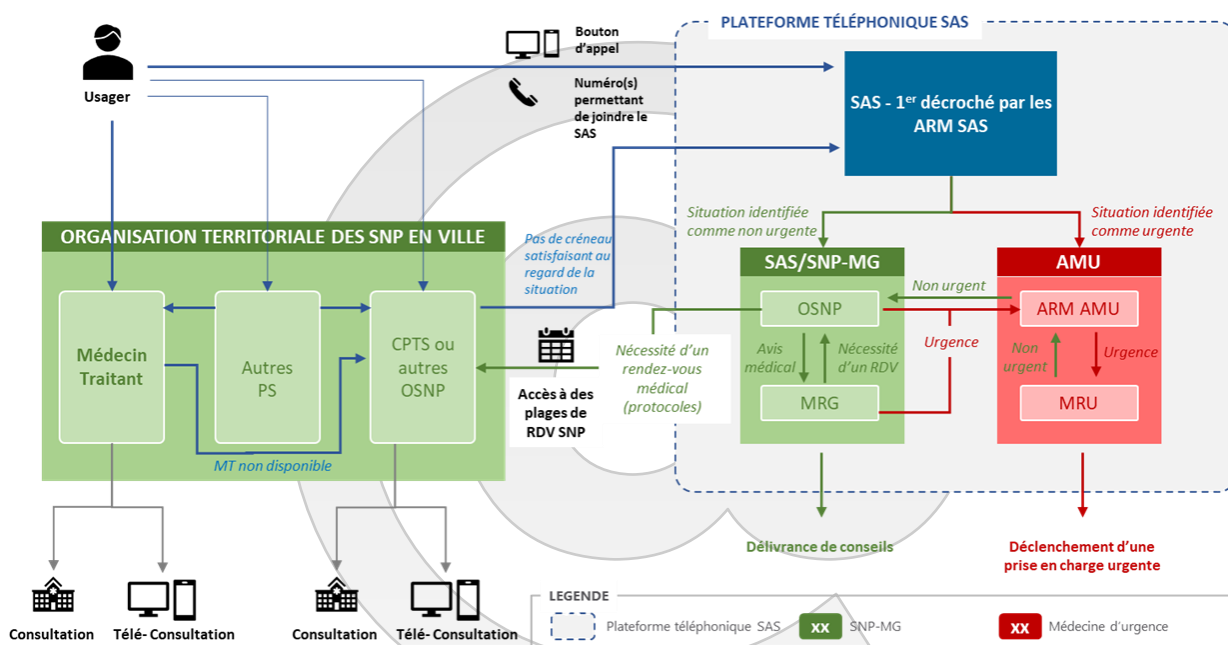 PLATEFORME TÉLÉPHONIQUE SAS
Bouton
d'appel
Usager
Numéro(s)
permettant
de joindre le
SAS
SAS - 1er décroché par les
ARM SAS
Situation identifiée
comme non urgente
Situation identifiée
comme urgente
ORGANISATION TERRITORIALE DES SNP EN VILLE
Pas de créneau
satisfaisant au
regard de la
situation
SAS/SNP-MG
AMU
Non urgent
OSNP
ARM AMU
Médecin
Traitant
Autres
PS
CPTS ou
autres
OSNP
Nécessité d'un
rendez-vous
médical
(protocoles)
Avis
médical
Nécessité
d'un RDV
Urgence
Non
urgent
Urgence
Accès à des
plages de
RDV SNP
MRG
MRU
MT non disponible
Délivrance de conseils
Déclenchement d'une
prise en charge urgente
Consultation
Télé- Consultation
Consultation
Télé- Consultation
LEGENDE
Plateforme téléphonique SAS
xx
SNP-MG
xx
Médecine d'urgence